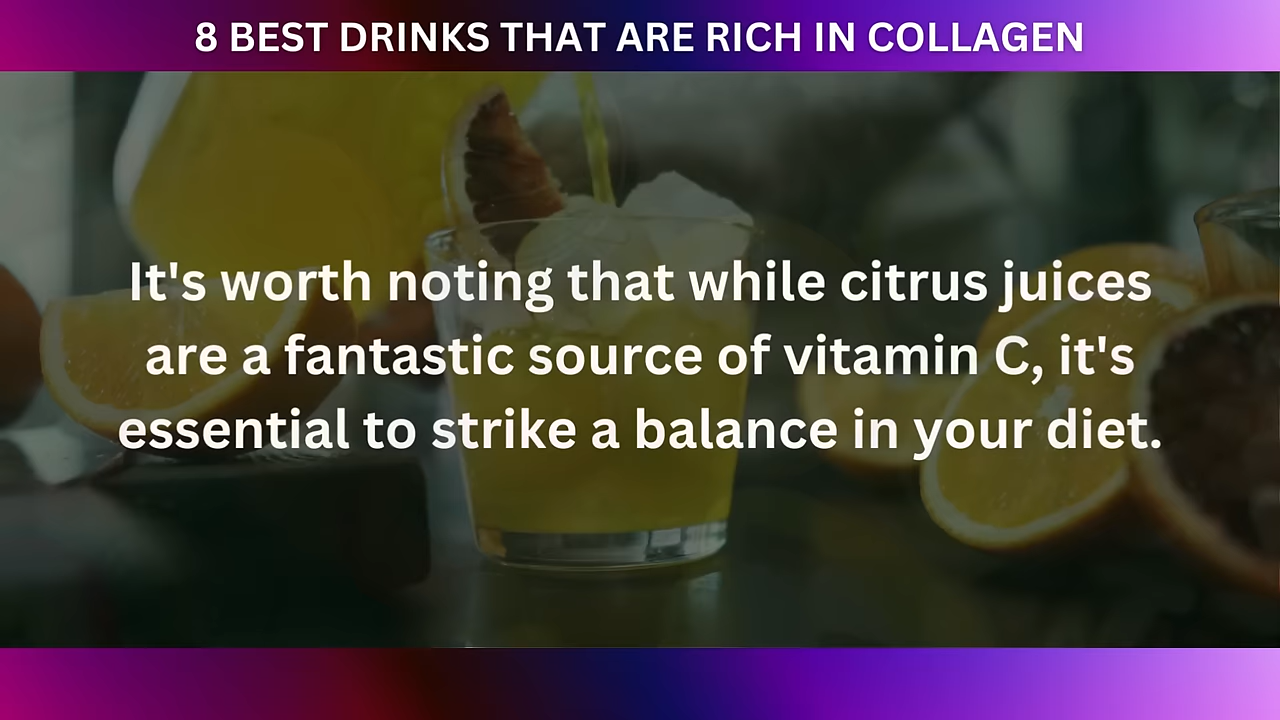 8 BEST DRINKS THAT ARE RICH IN COLLAGEN
It's worth noting that while citrus juices
are a fantastic source of vitamin C, it's
essential to strike a balance in your diet.